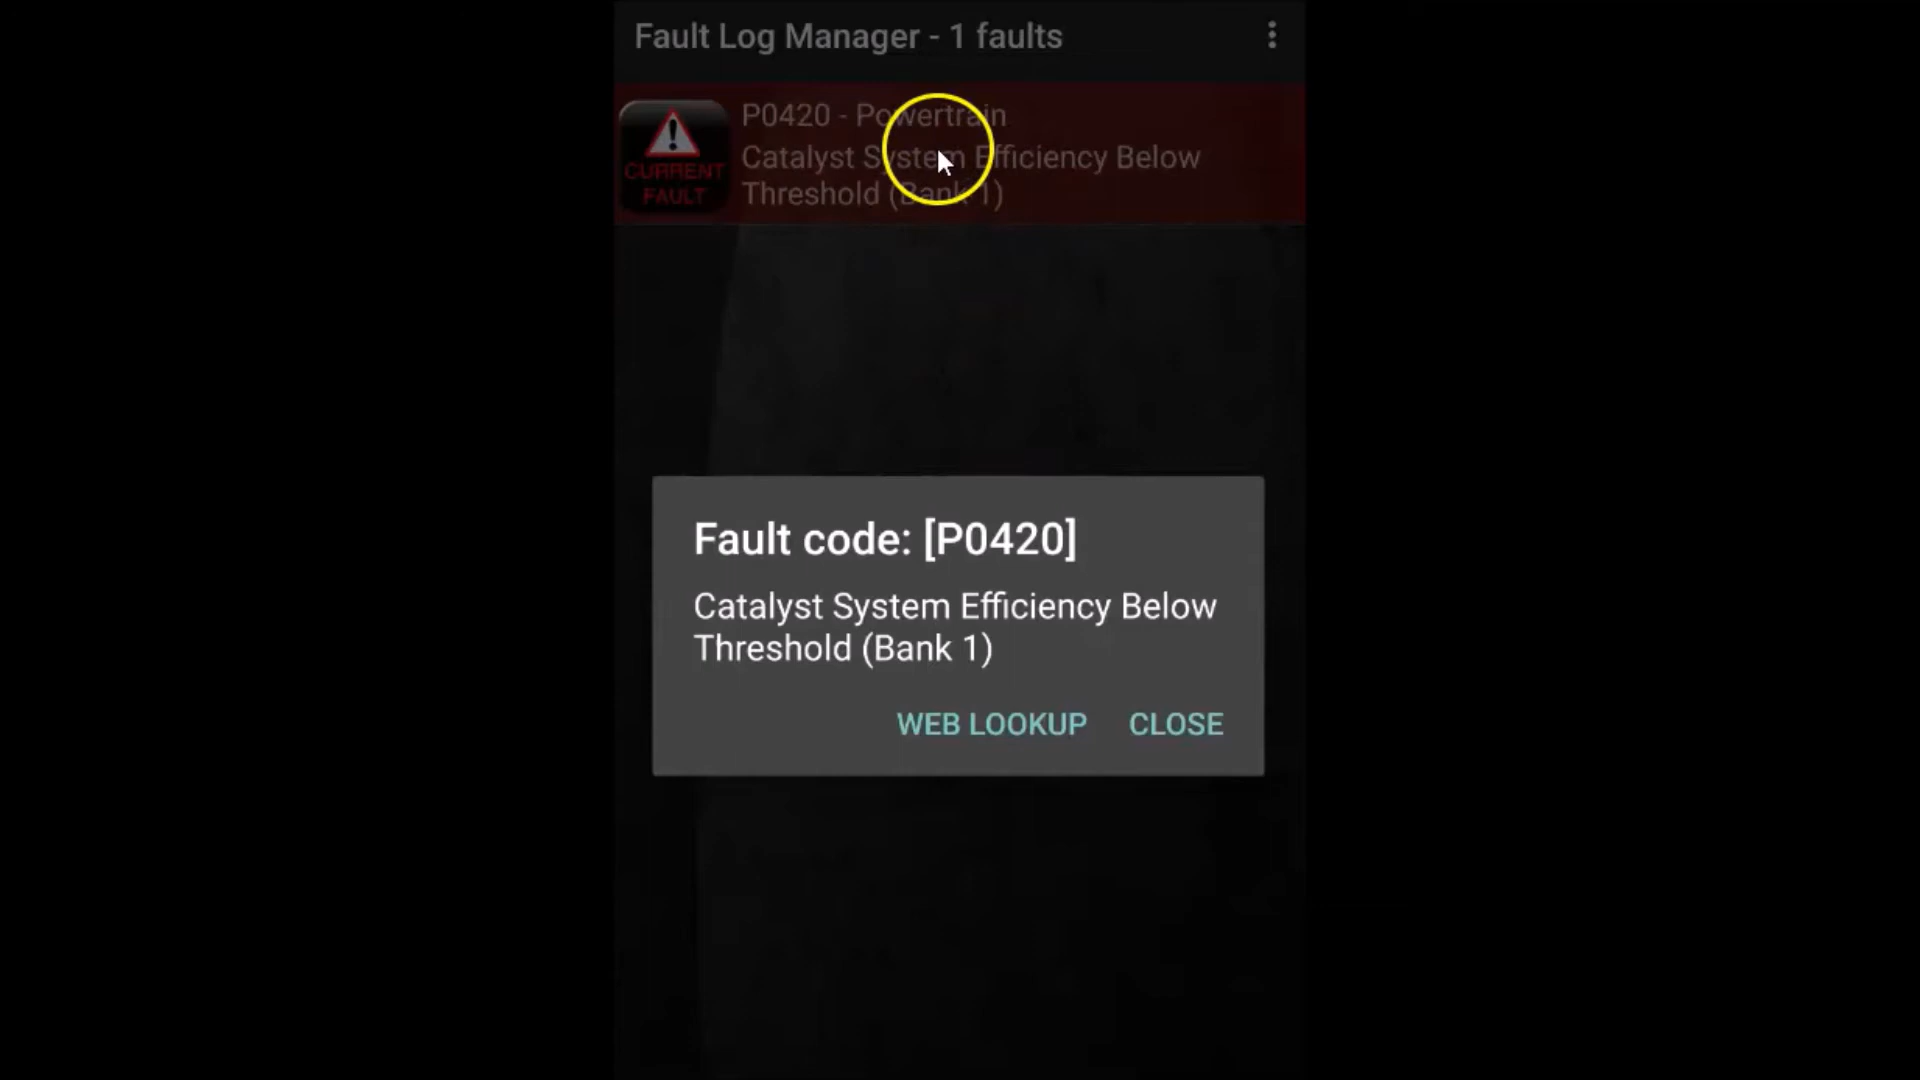 Fault Log Manager - 1 faults
P0420 - Powertrain
Catalyst System Efficiency Below
Threshold (Bank 1)
CURRENT
FAULT
Fault code: [P0420]
Catalyst System Efficiency Below
Threshold (Bank 1)
WEB LOOKUP CLOSE